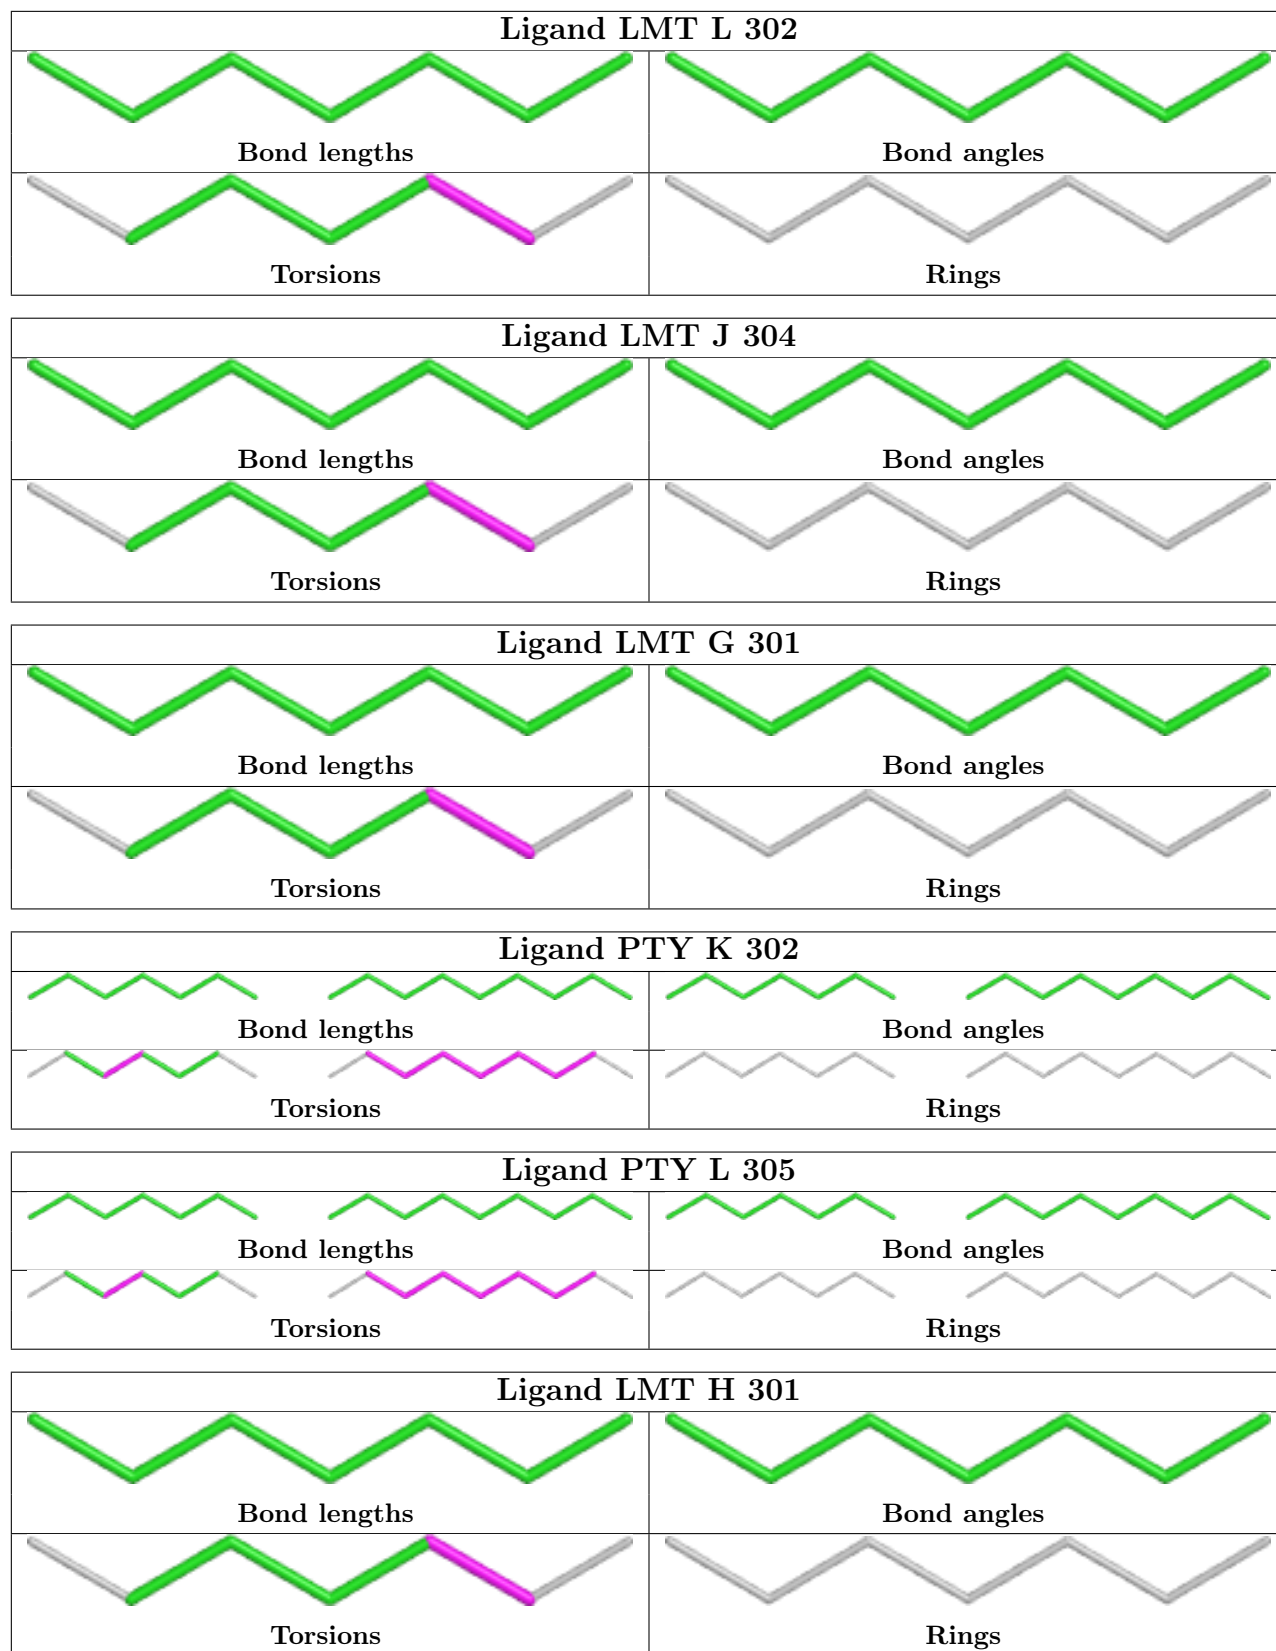 Ligand LMT L 302
Bond lengths
Bond angles
Torsions
Rings
Ligand LMT J 304
Bond lengths
Bond angles
Torsions
Rings
Ligand LMT G 301
Bond lengths
Bond angles
Torsions
Rings
Ligand PTY K 302
Bond lengths
Bond angles
Torsions
Rings
Ligand PTY L 305
Bond lengths
Bond angles
Torsions
Rings
Ligand LMT H 301
Bond lengths
Bond angles
Torsions
Rings